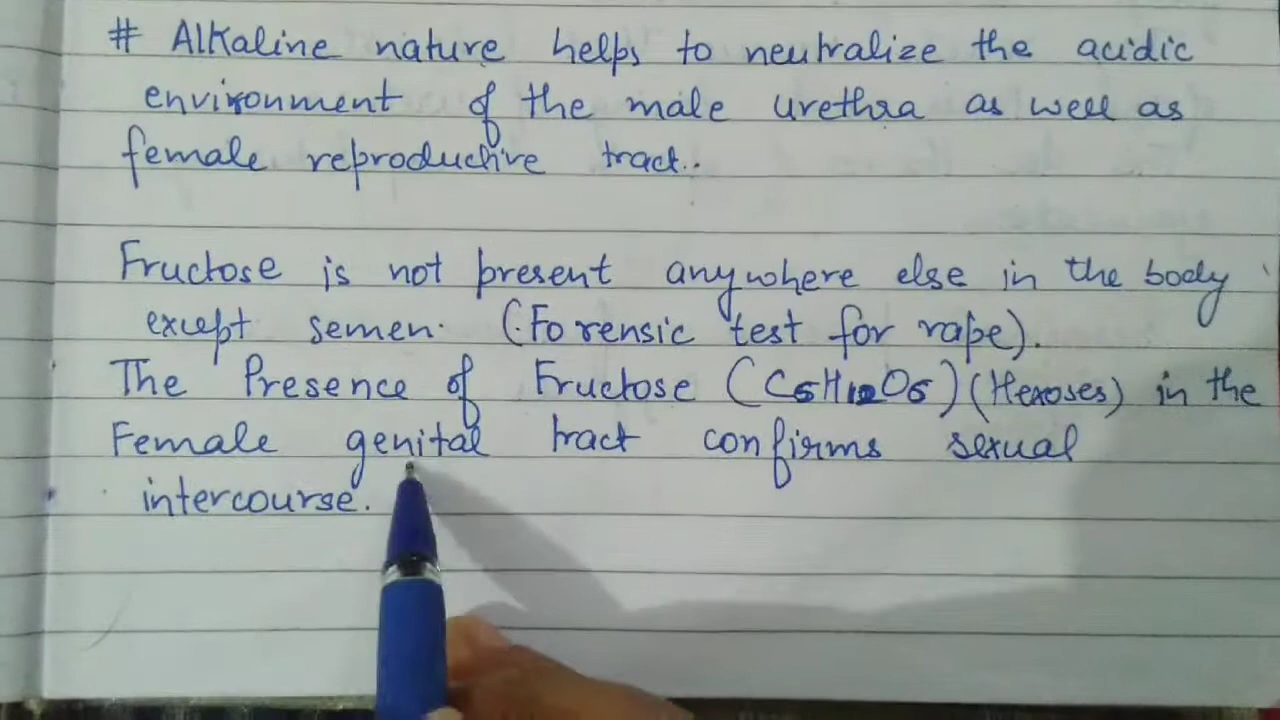 # Alkaline nature helps to neutralize the acidic
environment of the male urethra as well as
female reproductive tract..
Fructose is not present anywhere else in the body
except semen. (Forensic test for rape).
The Presence of Fructose (C6H12O6) (Hexoses) in the
Female genital tract confirms sexual
intercourse.